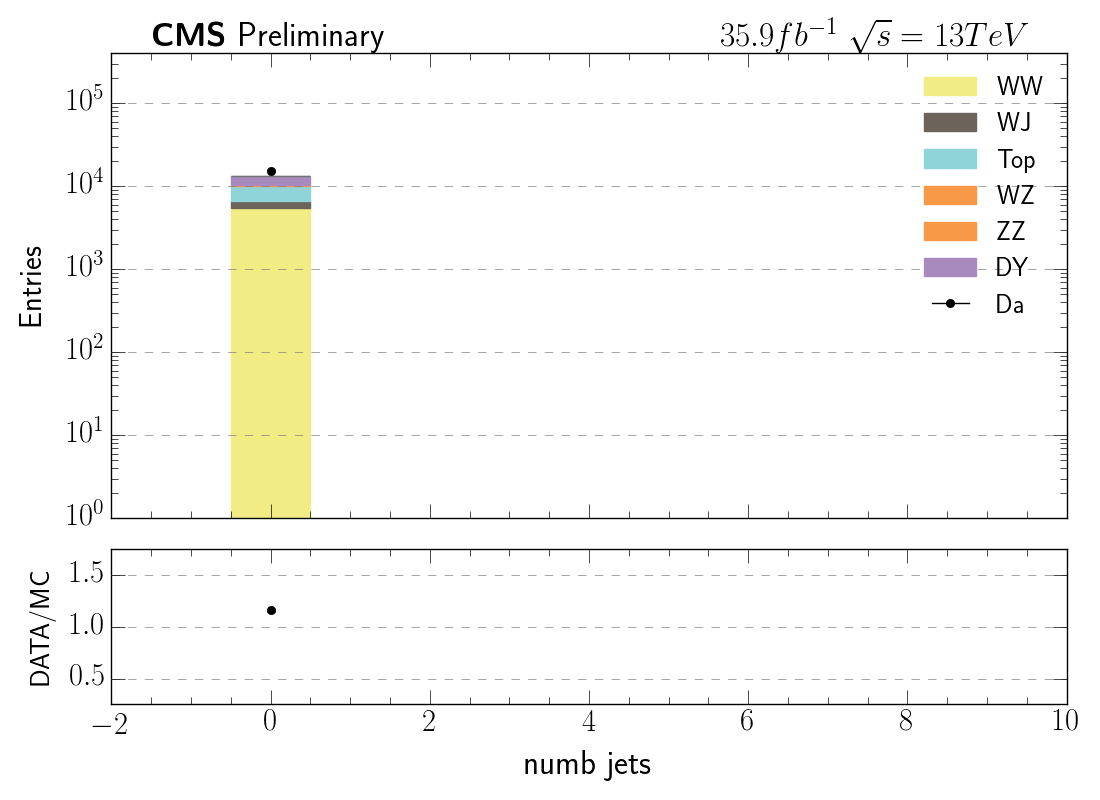 CMS Preliminary
35.9fb⁻¹ √s = 13TeV
Entries
10⁵
10⁴
10³
10²
10¹
10⁰
WW
WJ
Top
WZ
ZZ
DY
Da
DATA/MC
1.5
1.0
0.5
−2 0 2 4 6 8 10
numb jets